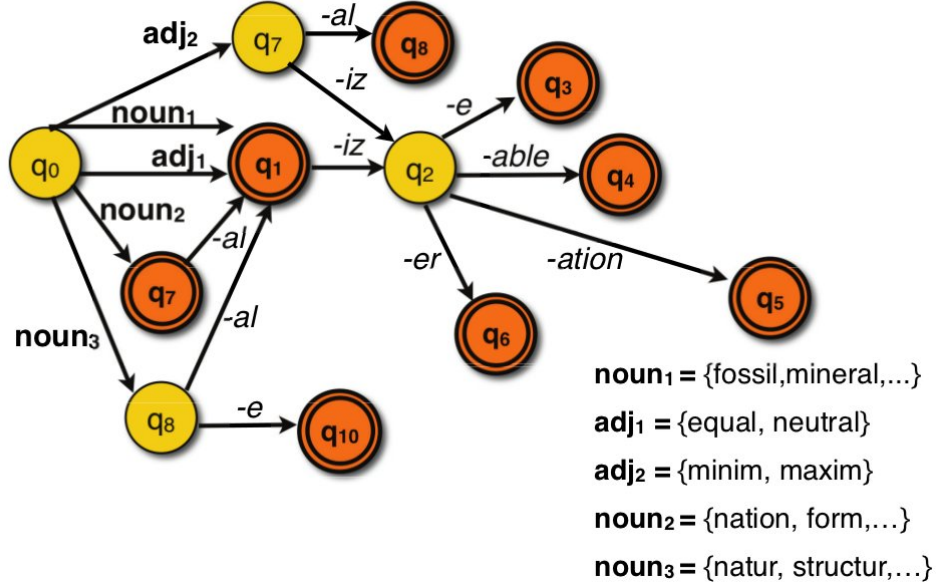 adj2
q7
-al
q8
-iz
q3
-e
noun1
q0
adj1
q1
-iz
q2
-able
q4
noun2
-al
q7
-er
-ation
q5
q6
noun3
-al
q8
-e
q10
noun1 = {fossil,mineral,...}
adj1 = {equal, neutral}
adj2 = {minim, maxim}
noun2 = {nation, form,…}
noun3 = {natur, structur,…}